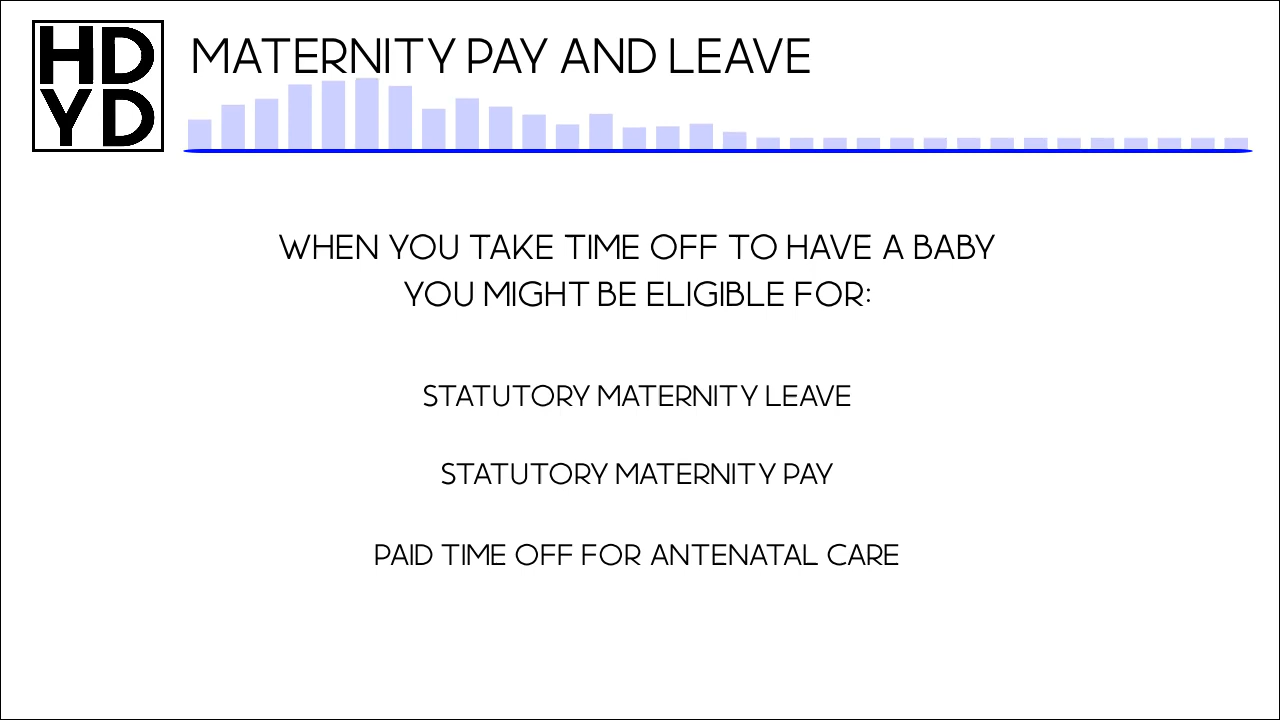 HD
YD
MATERNITY PAY AND LEAVE
WHEN YOU TAKE TIME OFF TO HAVE A BABY
YOU MIGHT BE ELIGIBLE FOR:
STATUTORY MATERNITY LEAVE
STATUTORY MATERNITY PAY
PAID TIME OFF FOR ANTENATAL CARE